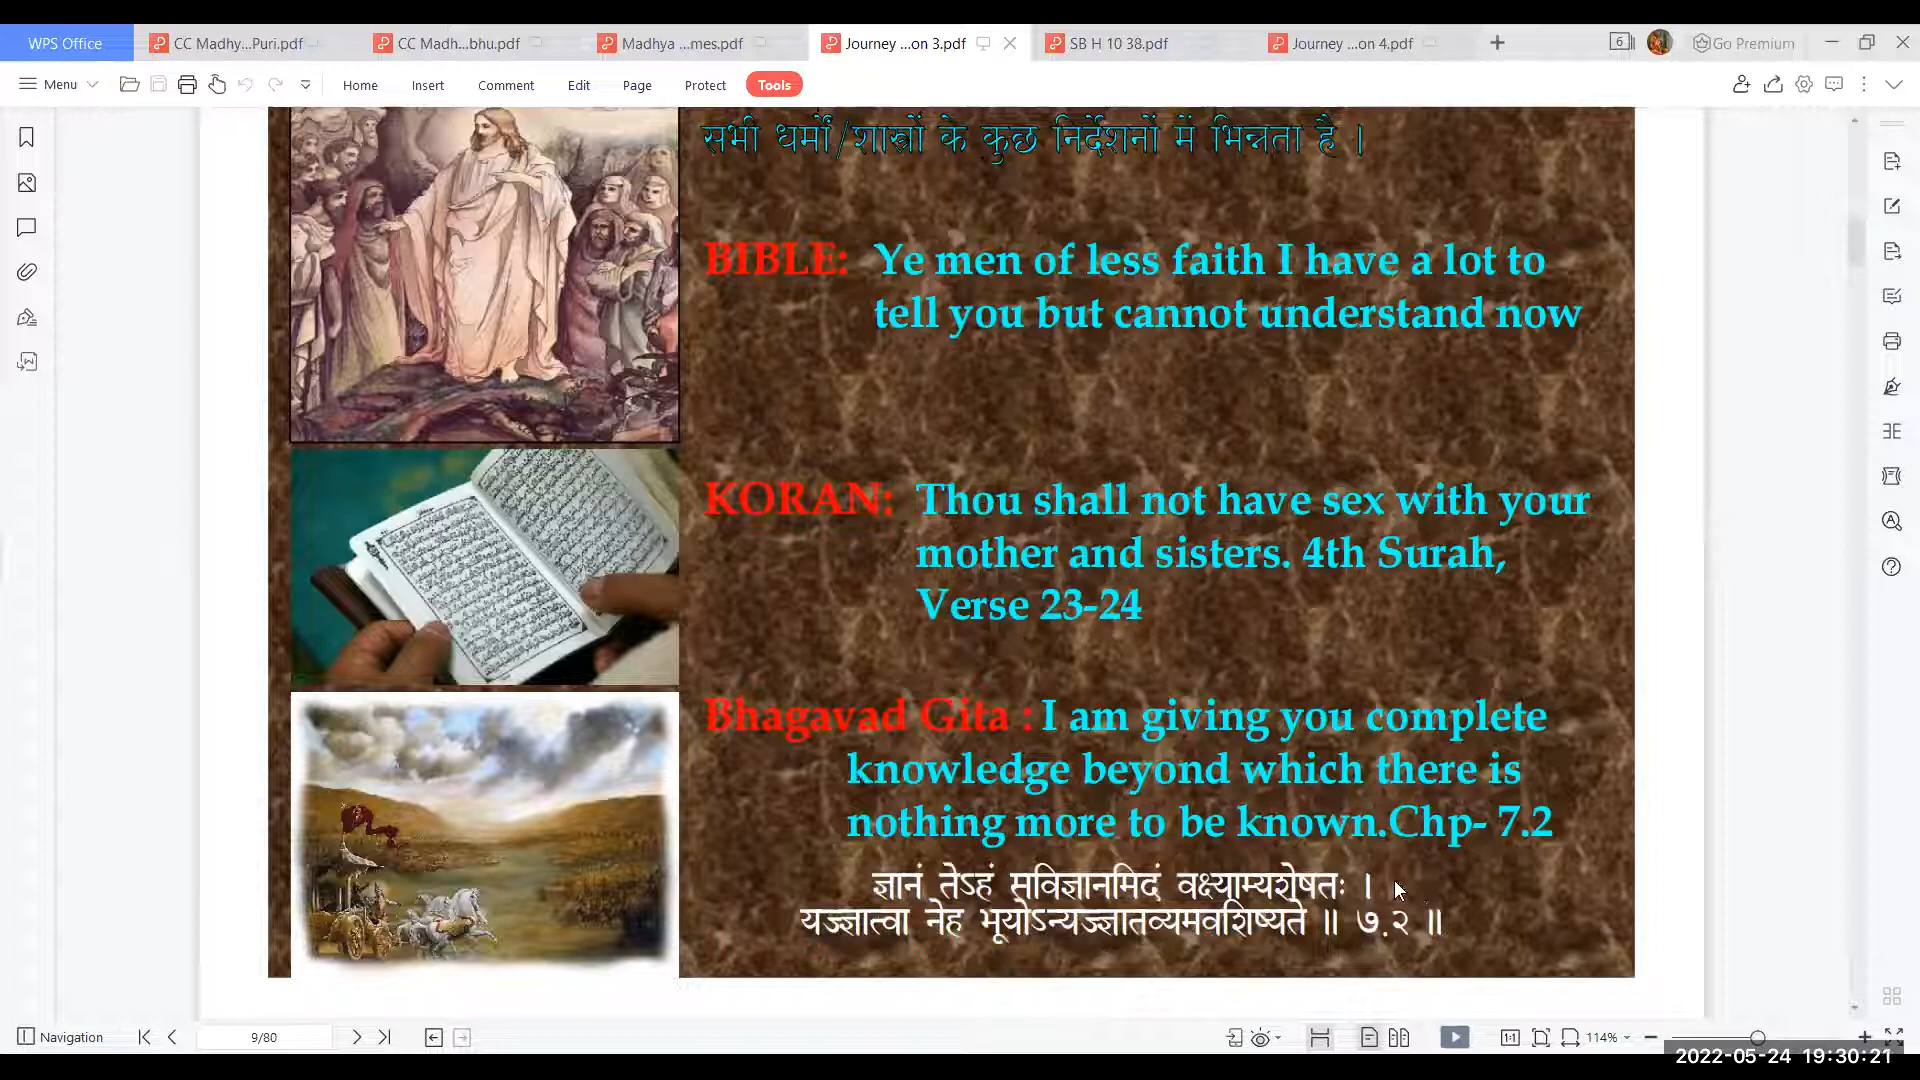 WPS Office
CC Madhy...Puri.pdf
CC Madh...bhu.pdf
Madhya ...mes.pdf
Journey ...on 3.pdf
SB H 10 38.pdf
Journey ...on 4.pdf
6
Go Premium
Menu
Home
Insert
Comment
Edit
Page
Protect
Tools
सभी धर्मों/शास्त्रों के कुछ निर्देशनों में भिन्नता है ।
BIBLE: Ye men of less faith I have a lot to
tell you but cannot understand now
KORAN: Thou shall not have sex with your
mother and sisters. 4th Surah,
Verse 23-24
Bhagavad Gita : I am giving you complete
knowledge beyond which there is
nothing more to be known.Chp- 7.2
ज्ञानं तेऽहं सविज्ञानमिदं वक्ष्याम्यशेषतः ।
यज्ज्ञात्वा नेह भूयोऽन्यज्ज्ञातव्यमवशिष्यते ॥ ७.२ ॥
Navigation
9/80
1:1
114%
2022-05-24 19:30:21